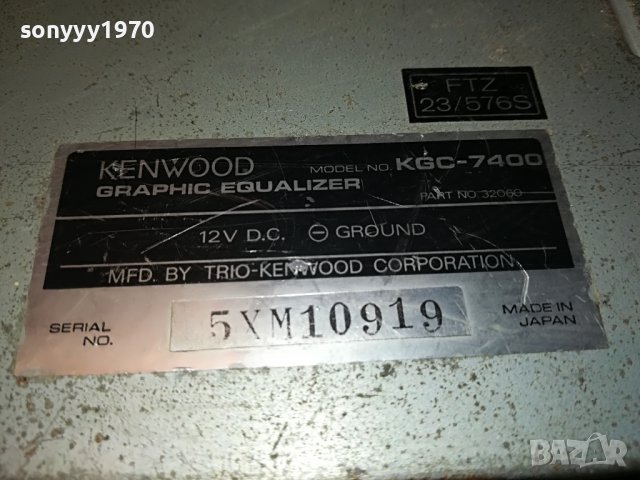 sonyyy1970
FTZ
23/576S
KENWOOD MODEL NO. KGC-7400
GRAPHIC EQUALIZER PART NO 32060
12V D.C. ⊖ GROUND
MFD. BY TRIO-KENWOOD CORPORATION
SERIAL NO. 5XM10919 MADE IN JAPAN
BAZAR